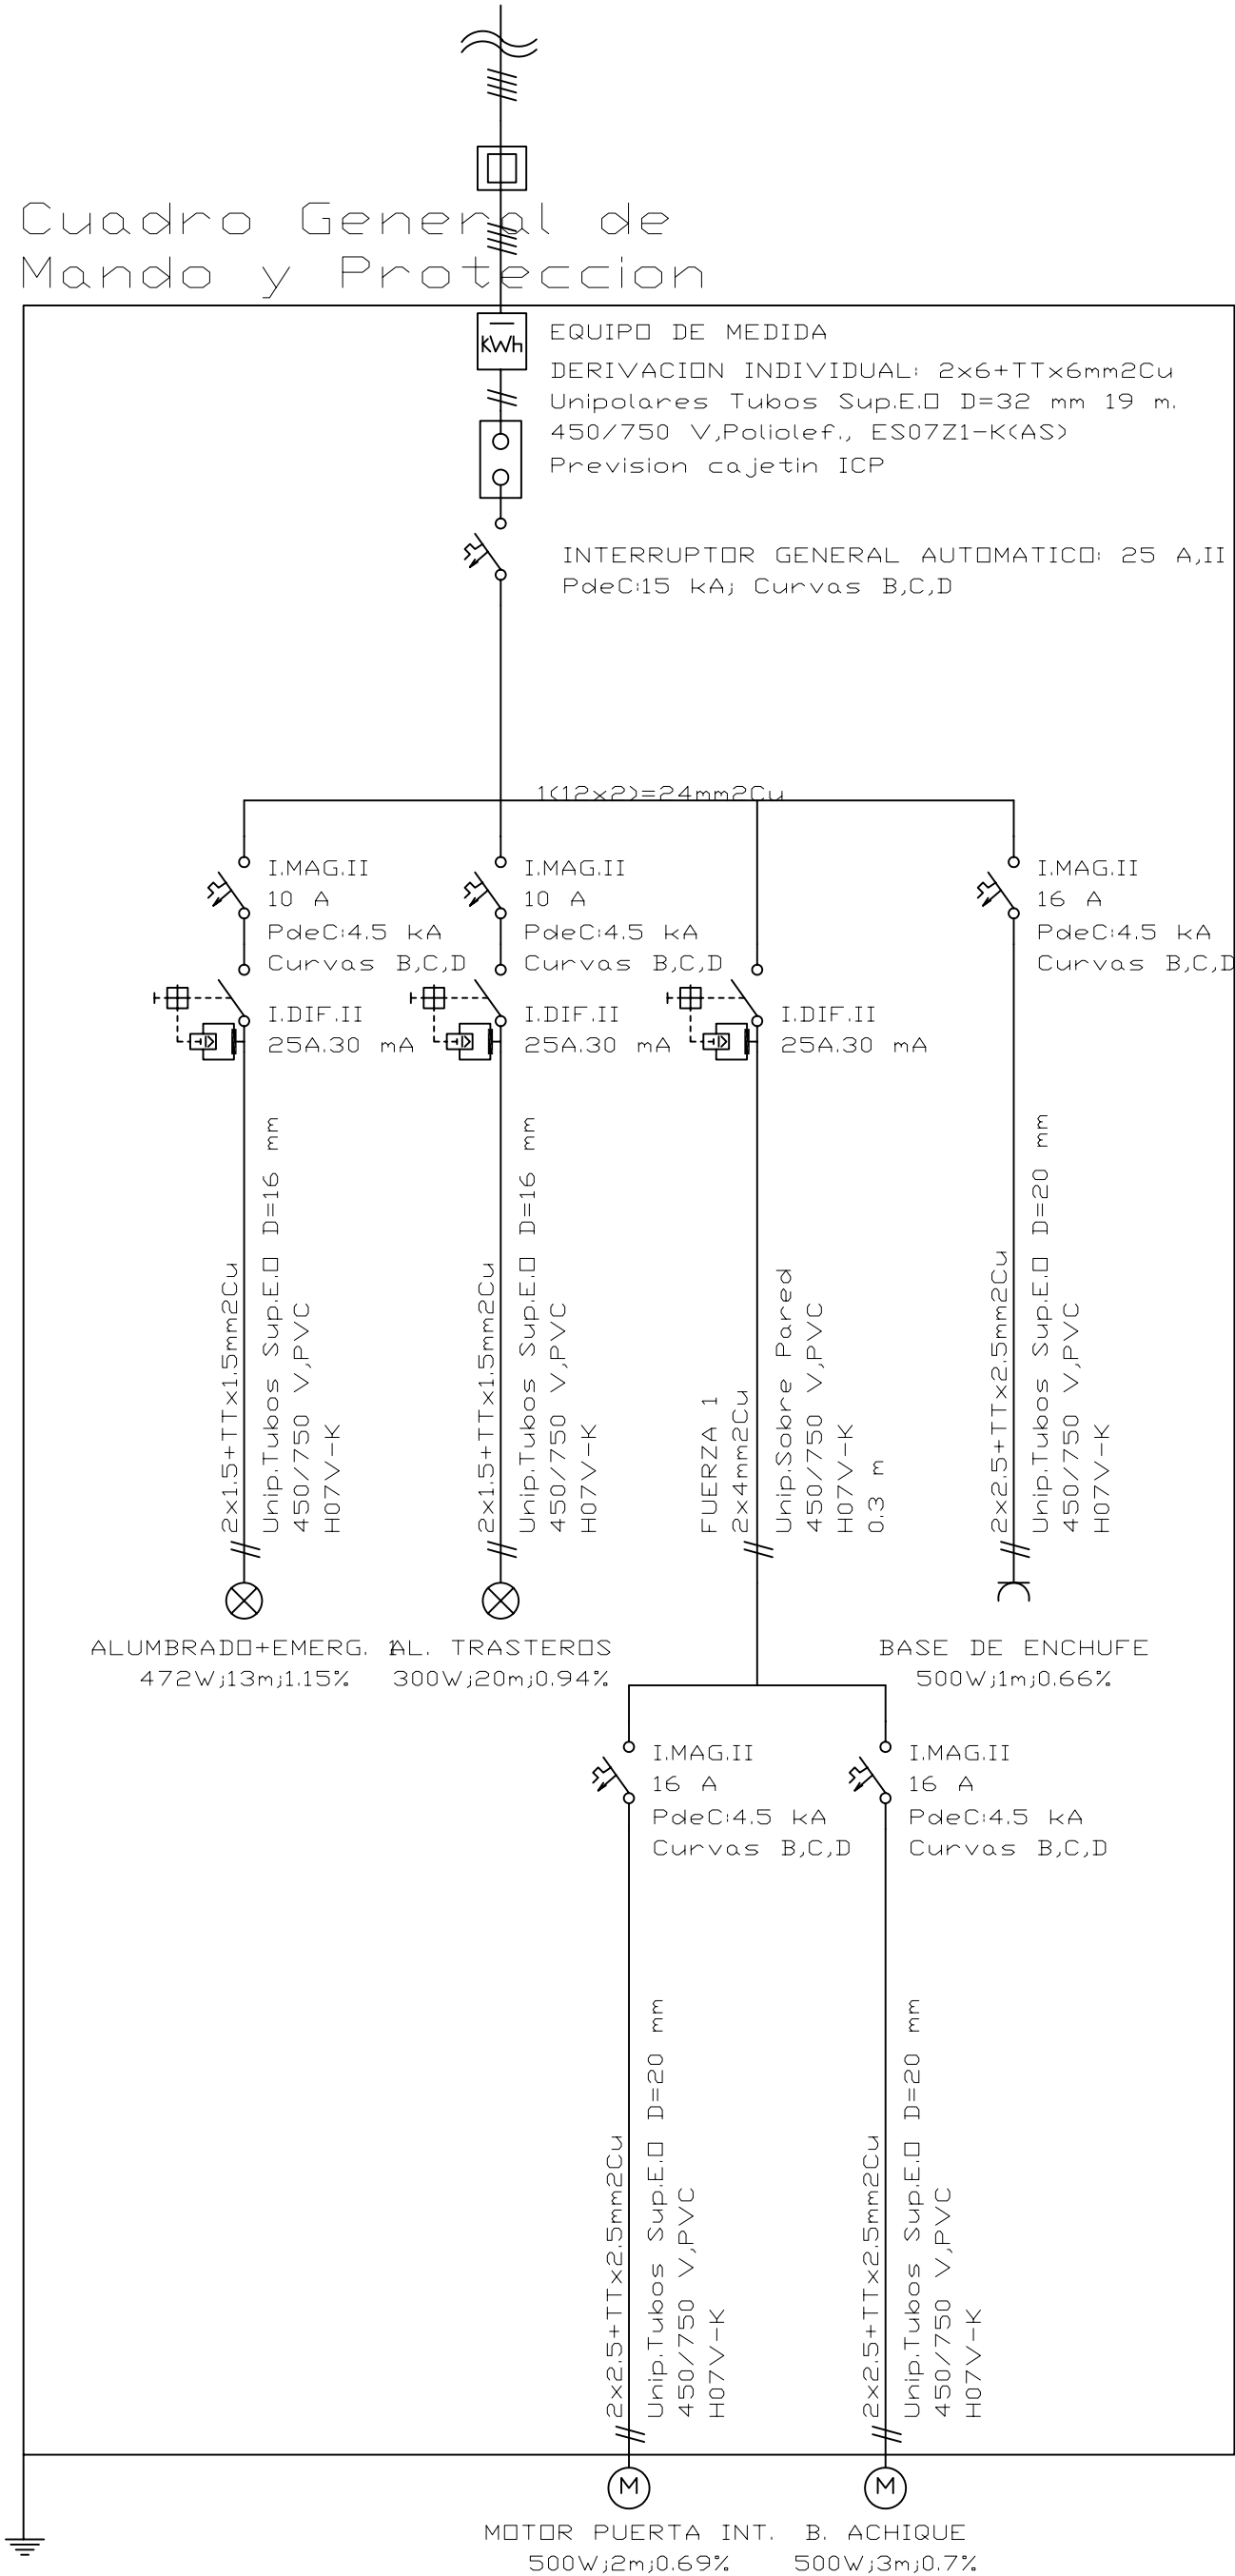 Cuadro General de
Mando y Proteccion
kWh
EQUIPO DE MEDIDA
DERIVACION INDIVIDUAL: 2x6+TTx6mm2Cu
Unipolares Tubos Sup.E.O D=32 mm 19 m.
450/750 V,Poliolef., ES07Z1-K(AS)
Prevision cajetin ICP
INTERRUPTOR GENERAL AUTOMATICO: 25 A,II
PdeC:15 kA; Curvas B,C,D
1(12x2)=24mm2Cu
I.MAG.II
10 A
PdeC:4.5 kA
Curvas B,C,D
I.DIF.II
25A.30 mA
2x1.5+TTx1.5mm2Cu
Unip.Tubos Sup.E.O D=16 mm
450/750 V,PVC
H07V-K
ALUMBRADO+EMERG. 1
472W;13m;1.15%
I.MAG.II
10 A
PdeC:4.5 kA
Curvas B,C,D
I.DIF.II
25A.30 mA
2x1.5+TTx1.5mm2Cu
Unip.Tubos Sup.E.O D=16 mm
450/750 V,PVC
H07V-K
AL. TRASTEROS
300W;20m;0.94%
I.DIF.II
25A.30 mA
FUERZA 1
2x4mm2Cu
Unip.Sobre Pared
450/750 V,PVC
H07V-K
0.3 m
I.MAG.II
16 A
PdeC:4.5 kA
Curvas B,C,D
2x2.5+TTx2.5mm2Cu
Unip.Tubos Sup.E.O D=20 mm
450/750 V,PVC
H07V-K
BASE DE ENCHUFE
500W;1m;0.66%
I.MAG.II
16 A
PdeC:4.5 kA
Curvas B,C,D
2x2.5+TTx2.5mm2Cu
Unip.Tubos Sup.E.O D=20 mm
450/750 V,PVC
H07V-K
M
MOTOR PUERTA INT.
500W;2m;0.69%
I.MAG.II
16 A
PdeC:4.5 kA
Curvas B,C,D
2x2.5+TTx2.5mm2Cu
Unip.Tubos Sup.E.O D=20 mm
450/750 V,PVC
H07V-K
M
B. ACHIQUE
500W;3m;0.7%